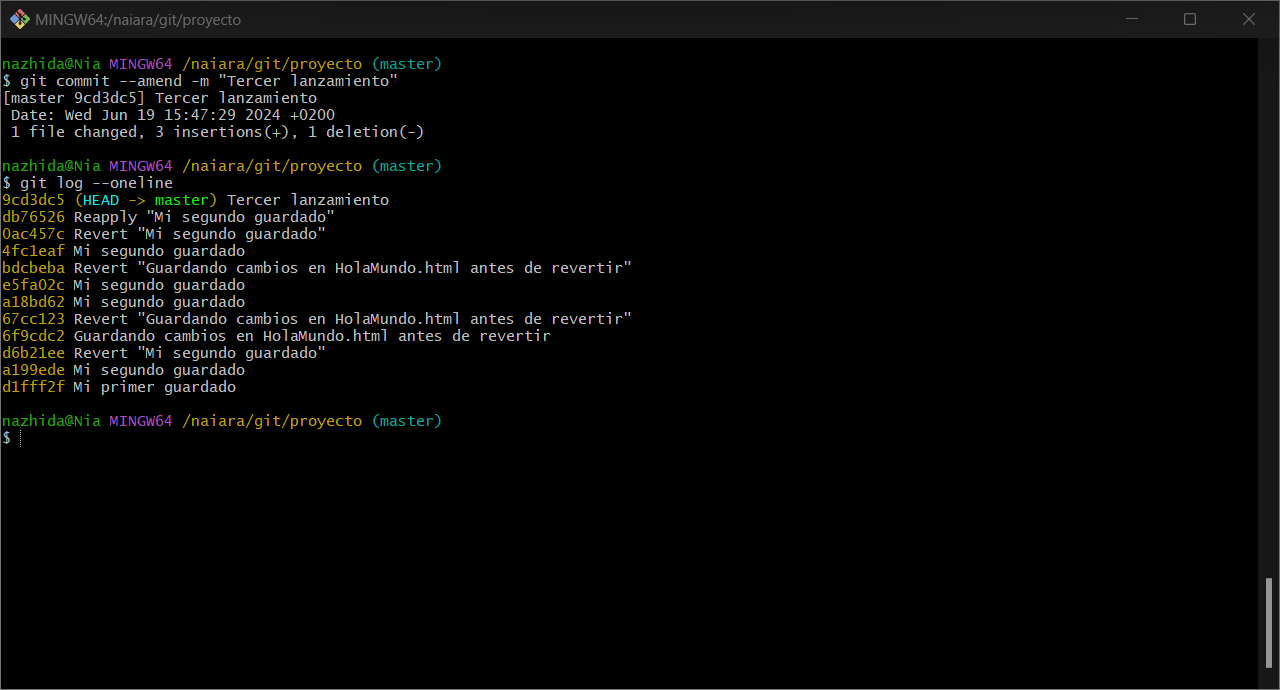 MINGW64:/naiara/git/proyecto
nazhida@Nia MINGW64 /naiara/git/proyecto (master)
$ git commit --amend -m "Tercer lanzamiento"
[master 9cd3dc5] Tercer lanzamiento
 Date: Wed Jun 19 15:47:29 2024 +0200
 1 file changed, 3 insertions(+), 1 deletion(-)
nazhida@Nia MINGW64 /naiara/git/proyecto (master)
$ git log --oneline
9cd3dc5 (HEAD -> master) Tercer lanzamiento
db76526 Reapply "Mi segundo guardado"
0ac457c Revert "Mi segundo guardado"
4fc1eaf Mi segundo guardado
bdcbeba Revert "Guardando cambios en HolaMundo.html antes de revertir"
e5fa02c Mi segundo guardado
a18bd62 Mi segundo guardado
67cc123 Revert "Guardando cambios en HolaMundo.html antes de revertir"
6f9cdc2 Guardando cambios en HolaMundo.html antes de revertir
d6b21ee Revert "Mi segundo guardado"
a199ede Mi segundo guardado
d1fff2f Mi primer guardado
nazhida@Nia MINGW64 /naiara/git/proyecto (master)
$